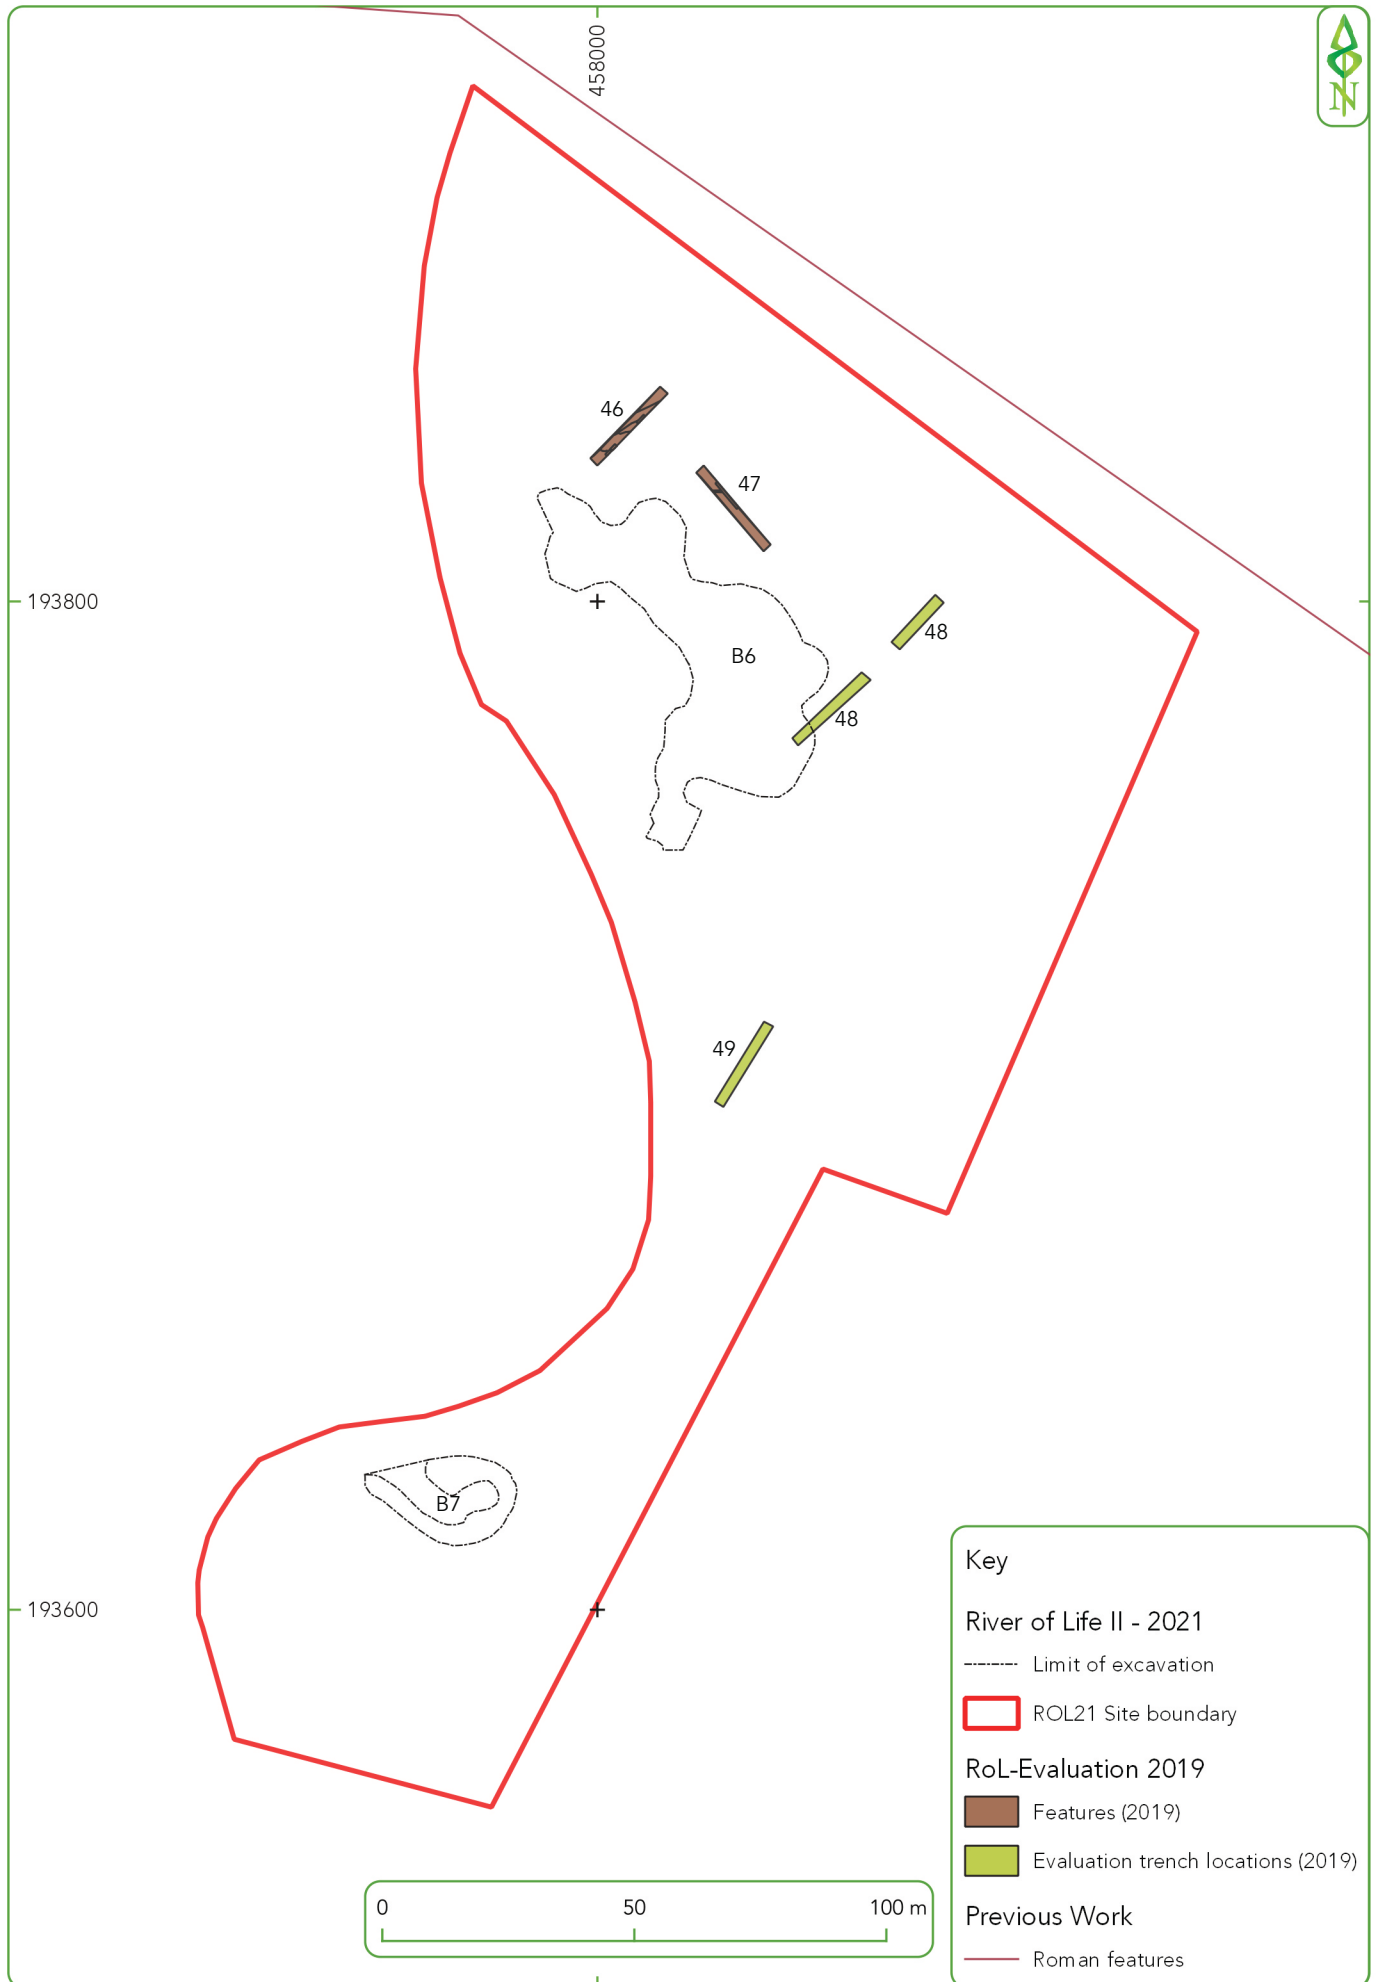 458000
N
46
47
193800
48
B6
48
49
B7
193600
Key
River of Life II - 2021
Limit of excavation
ROL21 Site boundary
RoL-Evaluation 2019
Features (2019)
Evaluation trench locations (2019)
Previous Work
Roman features
0 50 100 m